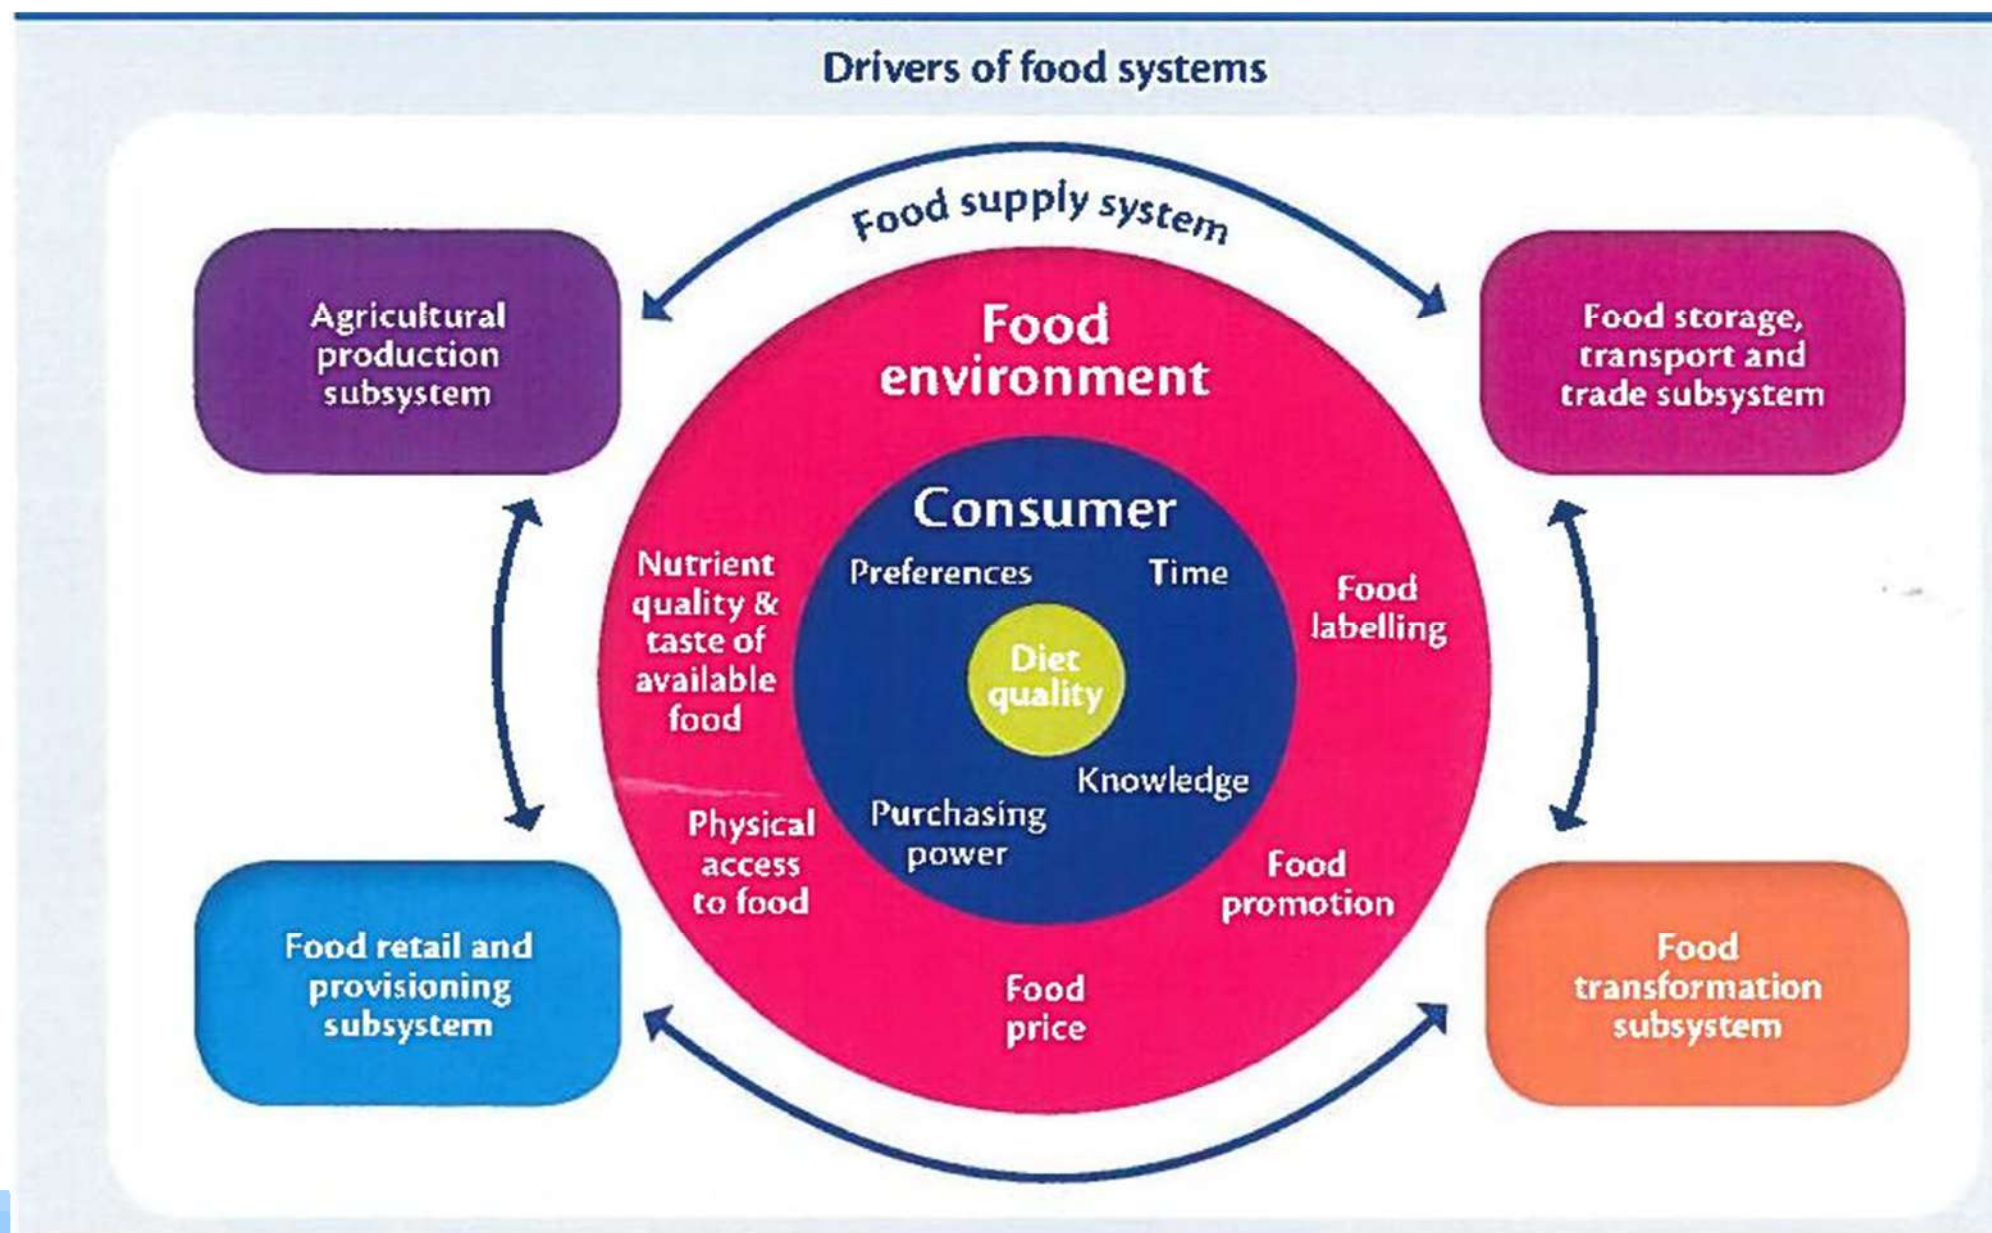 Drivers of food systems
Food supply system
Agricultural
production
subsystem
Food storage,
transport and
trade subsystem
Food
environment
Consumer
Preferences
Time
Nutrient
quality &
taste of
available
food
Food
labelling
Diet
quality
Knowledge
Purchasing
power
Physical
access
to food
Food
promotion
Food
price
Food retail and
provisioning
subsystem
Food
transformation
subsystem